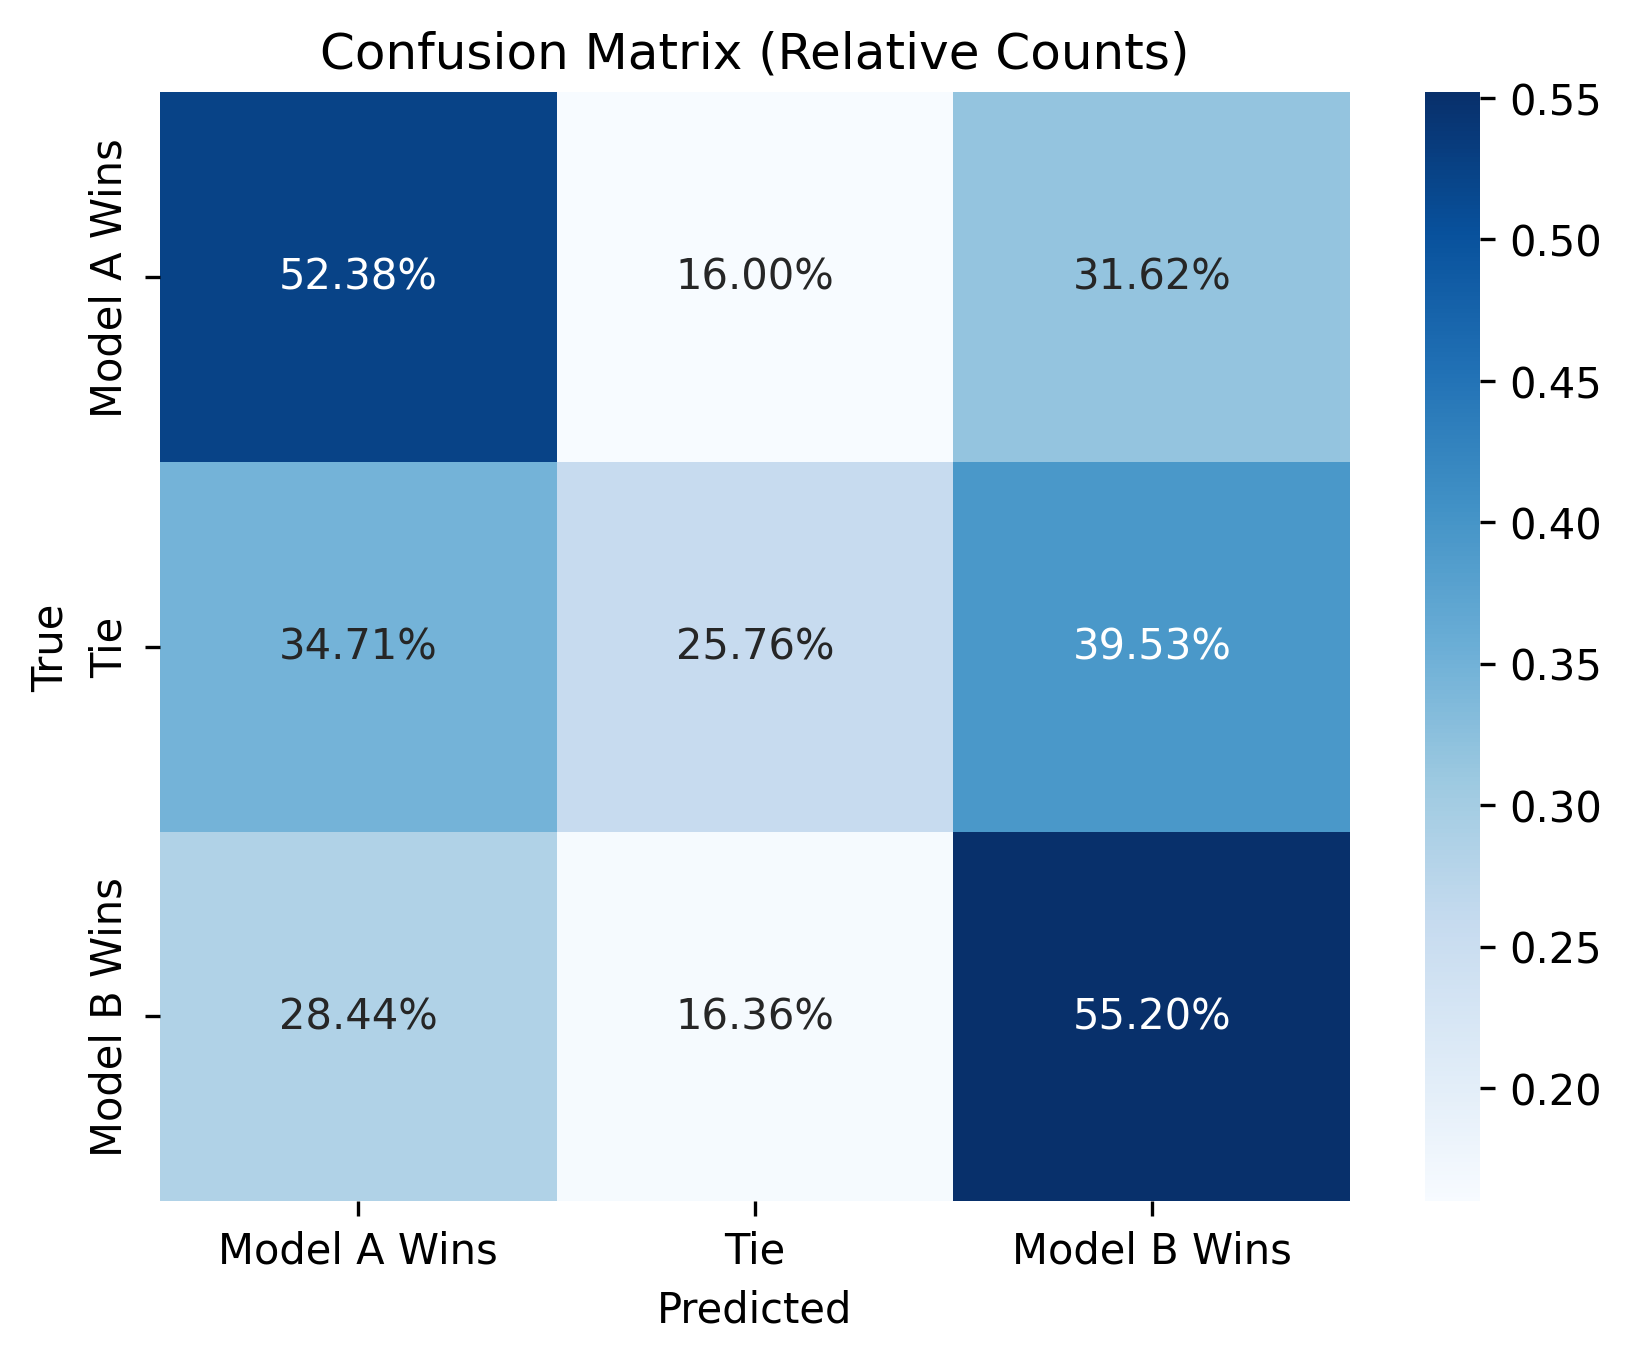 Confusion Matrix (Relative Counts)
True
Model A Wins
Tie
Model B Wins
52.38% 16.00% 31.62%
34.71% 25.76% 39.53%
28.44% 16.36% 55.20%
Model A Wins Tie Model B Wins
Predicted
0.55
0.50
0.45
0.40
0.35
0.30
0.25
0.20